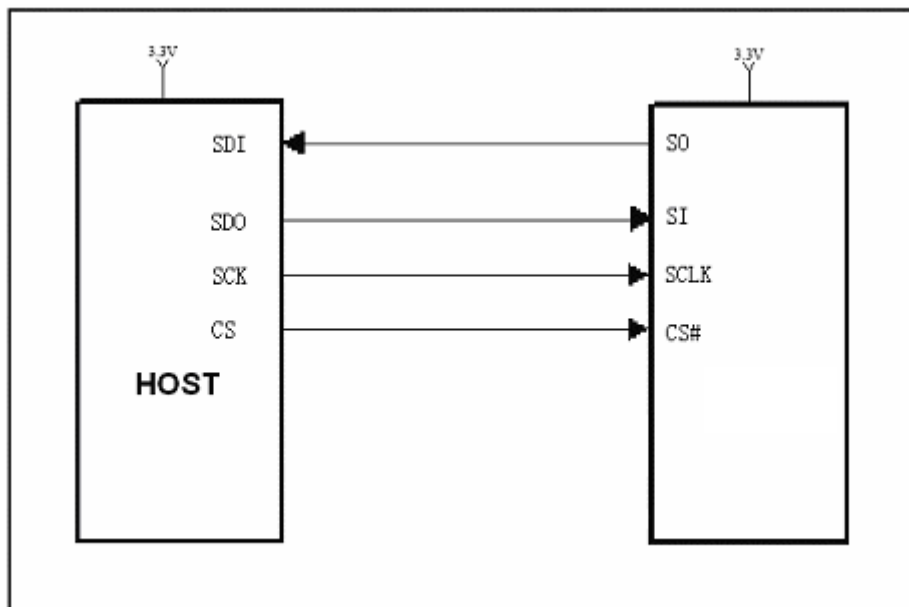 3.3V
3.3V
SDI
SO
SDO
SI
SCK
SCLK
CS
CS#
HOST